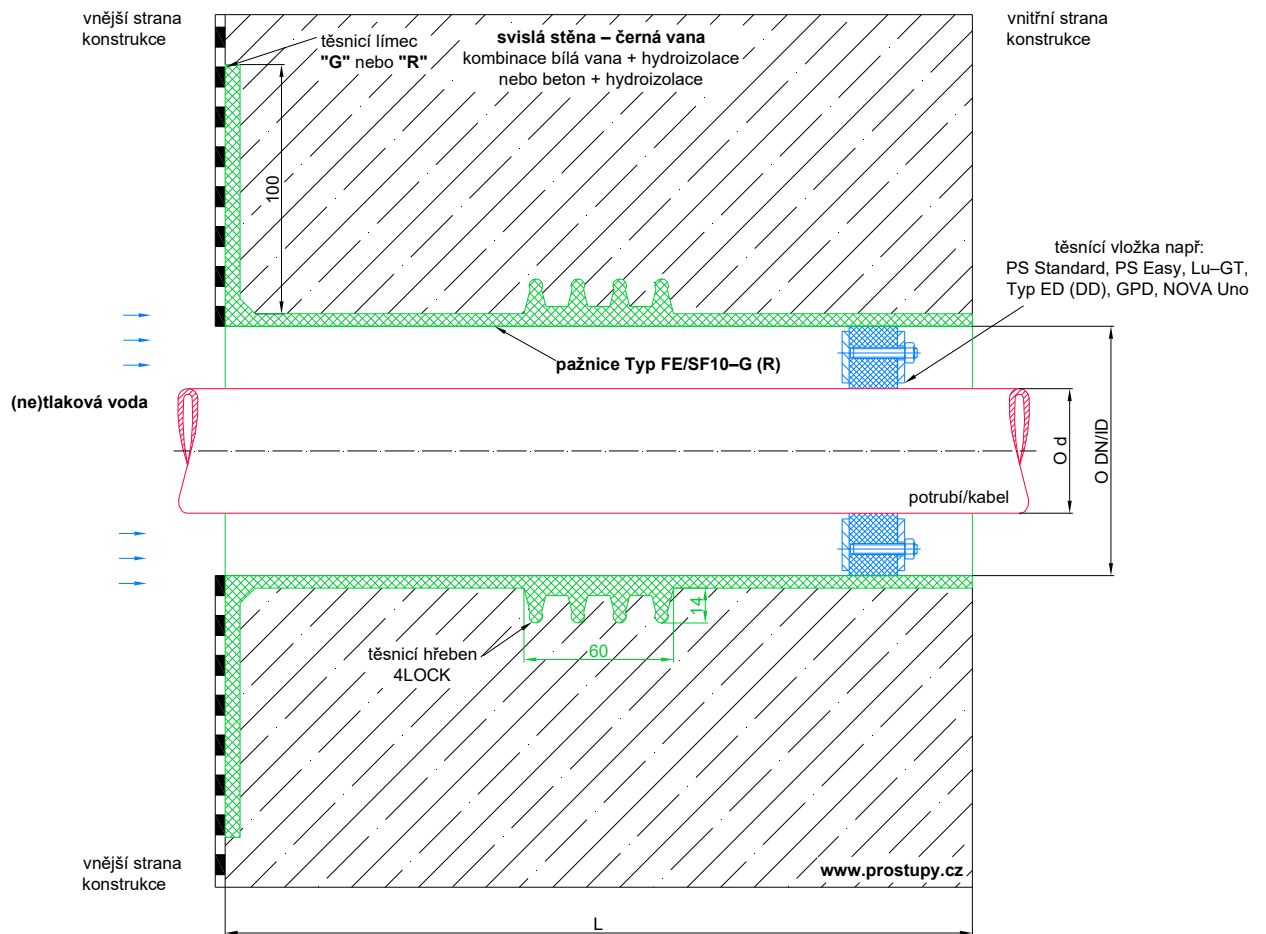 vnější strana
konstrukce
těsnicí límec
"G" nebo "R"
svislá stěna – černá vana
kombinace bílá vana + hydroizolace
nebo beton + hydroizolace
vnitřní strana
konstrukce
100
těsnící vložka např:
PS Standard, PS Easy, Lu–GT,
Typ ED (DD), GPD, NOVA Uno
pažnice Typ FE/SF10–G (R)
(ne)tlaková voda
O d
O DN/ID
potrubí/kabel
14
60
těsnicí hřeben
4LOCK
vnější strana
konstrukce
www.prostupy.cz
L